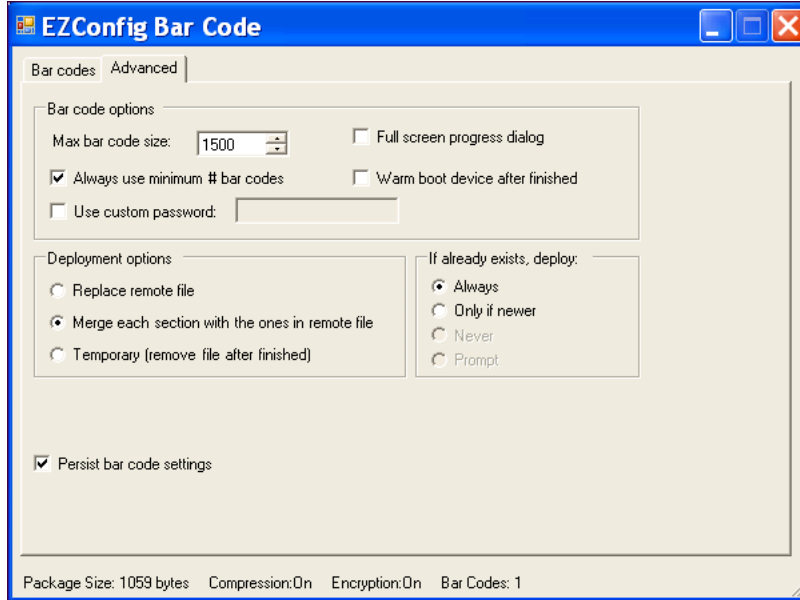 EZConfig Bar Code
Bar codes Advanced
Bar code options
Max bar code size: 1500 Full screen progress dialog
Always use minimum # bar codes Warm boot device after finished
Use custom password:
Deployment options If already exists, deploy:
Replace remote file Always
Merge each section with the ones in remote file Only if newer
Temporary (remove file after finished) Never
Prompt
Persist bar code settings
Package Size: 1059 bytes Compression:On Encryption:On Bar Codes: 1